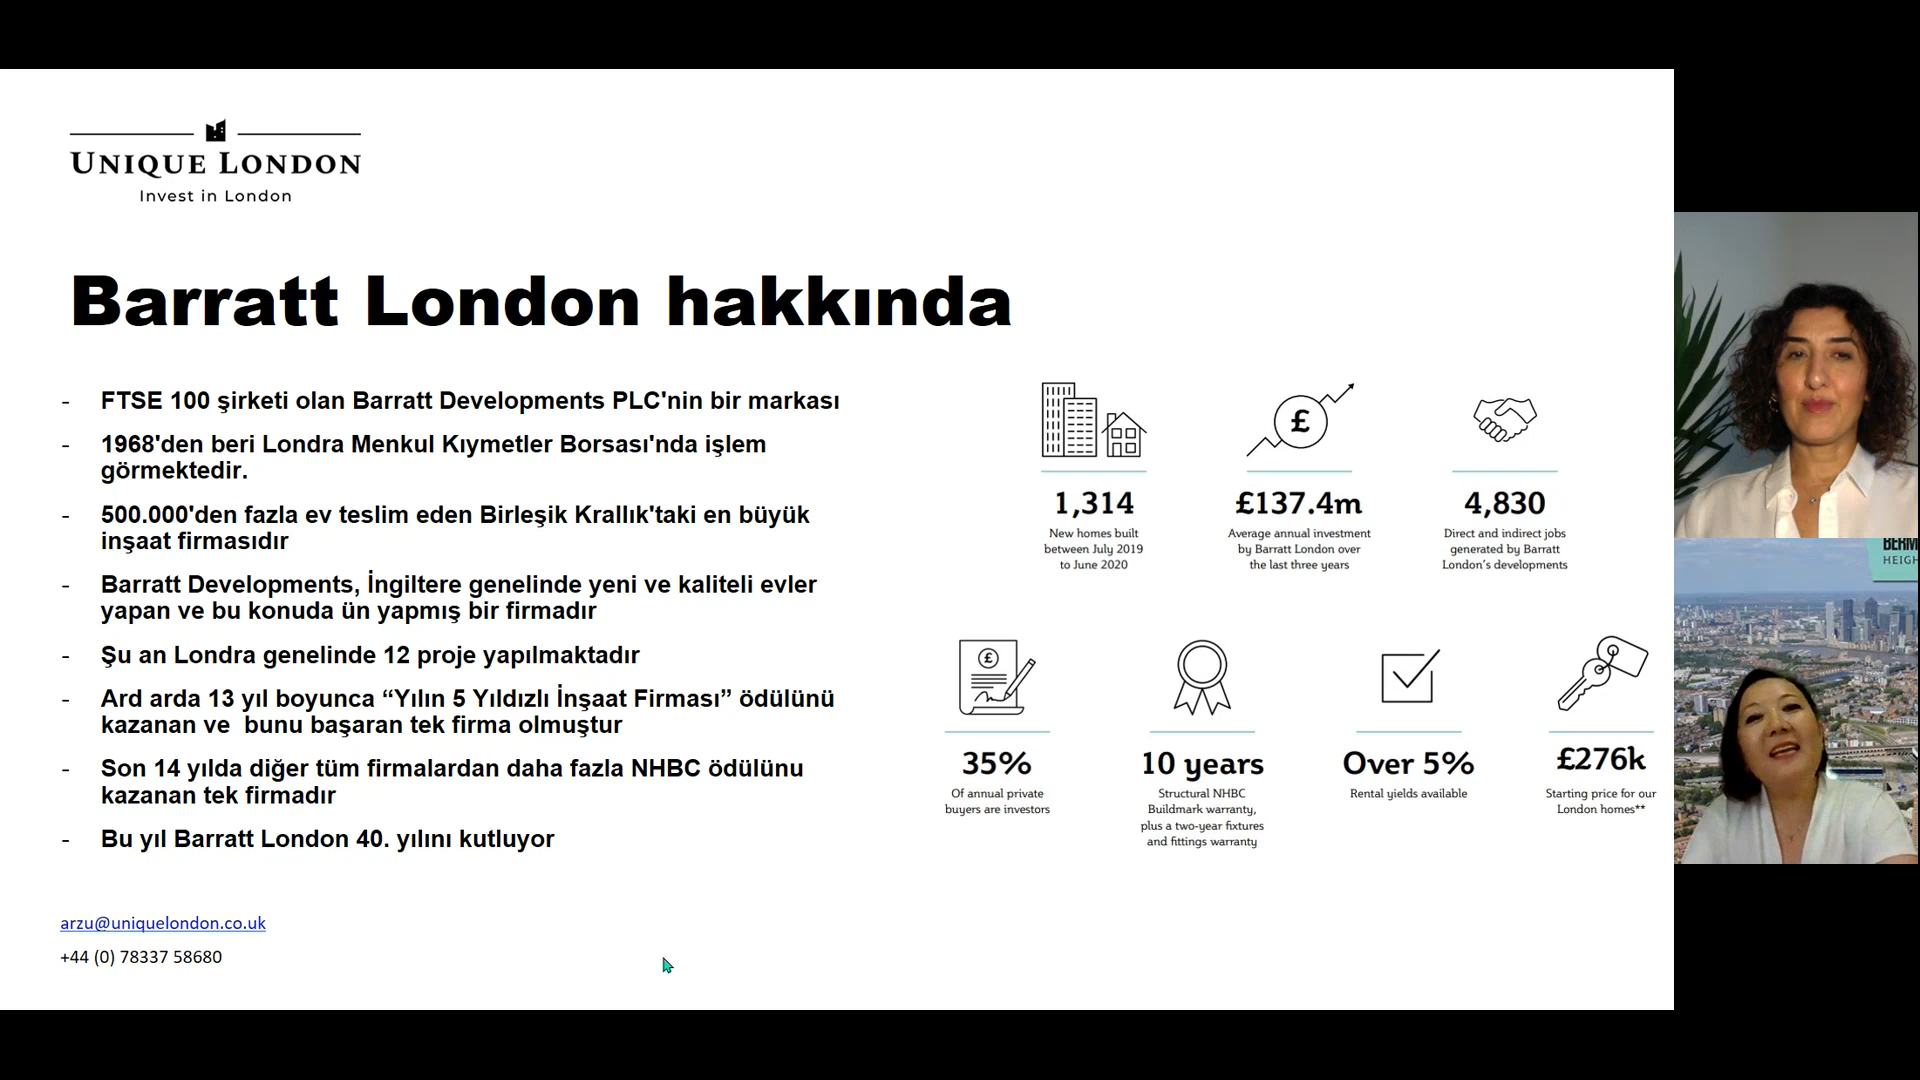 UNIQUE LONDON
Invest in London
Barratt London hakkında
- FTSE 100 şirketi olan Barratt Developments PLC'nin bir markası
- 1968'den beri Londra Menkul Kıymetler Borsası'nda işlem
görmektedir.
- 500.000'den fazla ev teslim eden Birleşik Krallık'taki en büyük
inşaat firmasıdır
- Barratt Developments, İngiltere genelinde yeni ve kaliteli evler
yapan ve bu konuda ün yapmış bir firmadır
- Şu an Londra genelinde 12 proje yapılmaktadır
- Ard arda 13 yıl boyunca “Yılın 5 Yıldızlı İnşaat Firması” ödülünü
kazanan ve  bunu başaran tek firma olmuştur
- Son 14 yılda diğer tüm firmalardan daha fazla NHBC ödülünu
kazanan tek firmadır
- Bu yıl Barratt London 40. yılını kutluyor
arzu@uniquelondon.co.uk
+44 (0) 78337 58680
£
1,314
New homes built
between July 2019
to June 2020
£137.4m
Average annual investment
by Barratt London over
the last three years
4,830
Direct and indirect jobs
generated by Barratt
London's developments
£
35%
Of annual private
buyers are investors
10 years
Structural NHBC
Buildmark warranty,
plus a two-year fixtures
and fittings warranty
Over 5%
Rental yields available
£276k
Starting price for our
London homes**